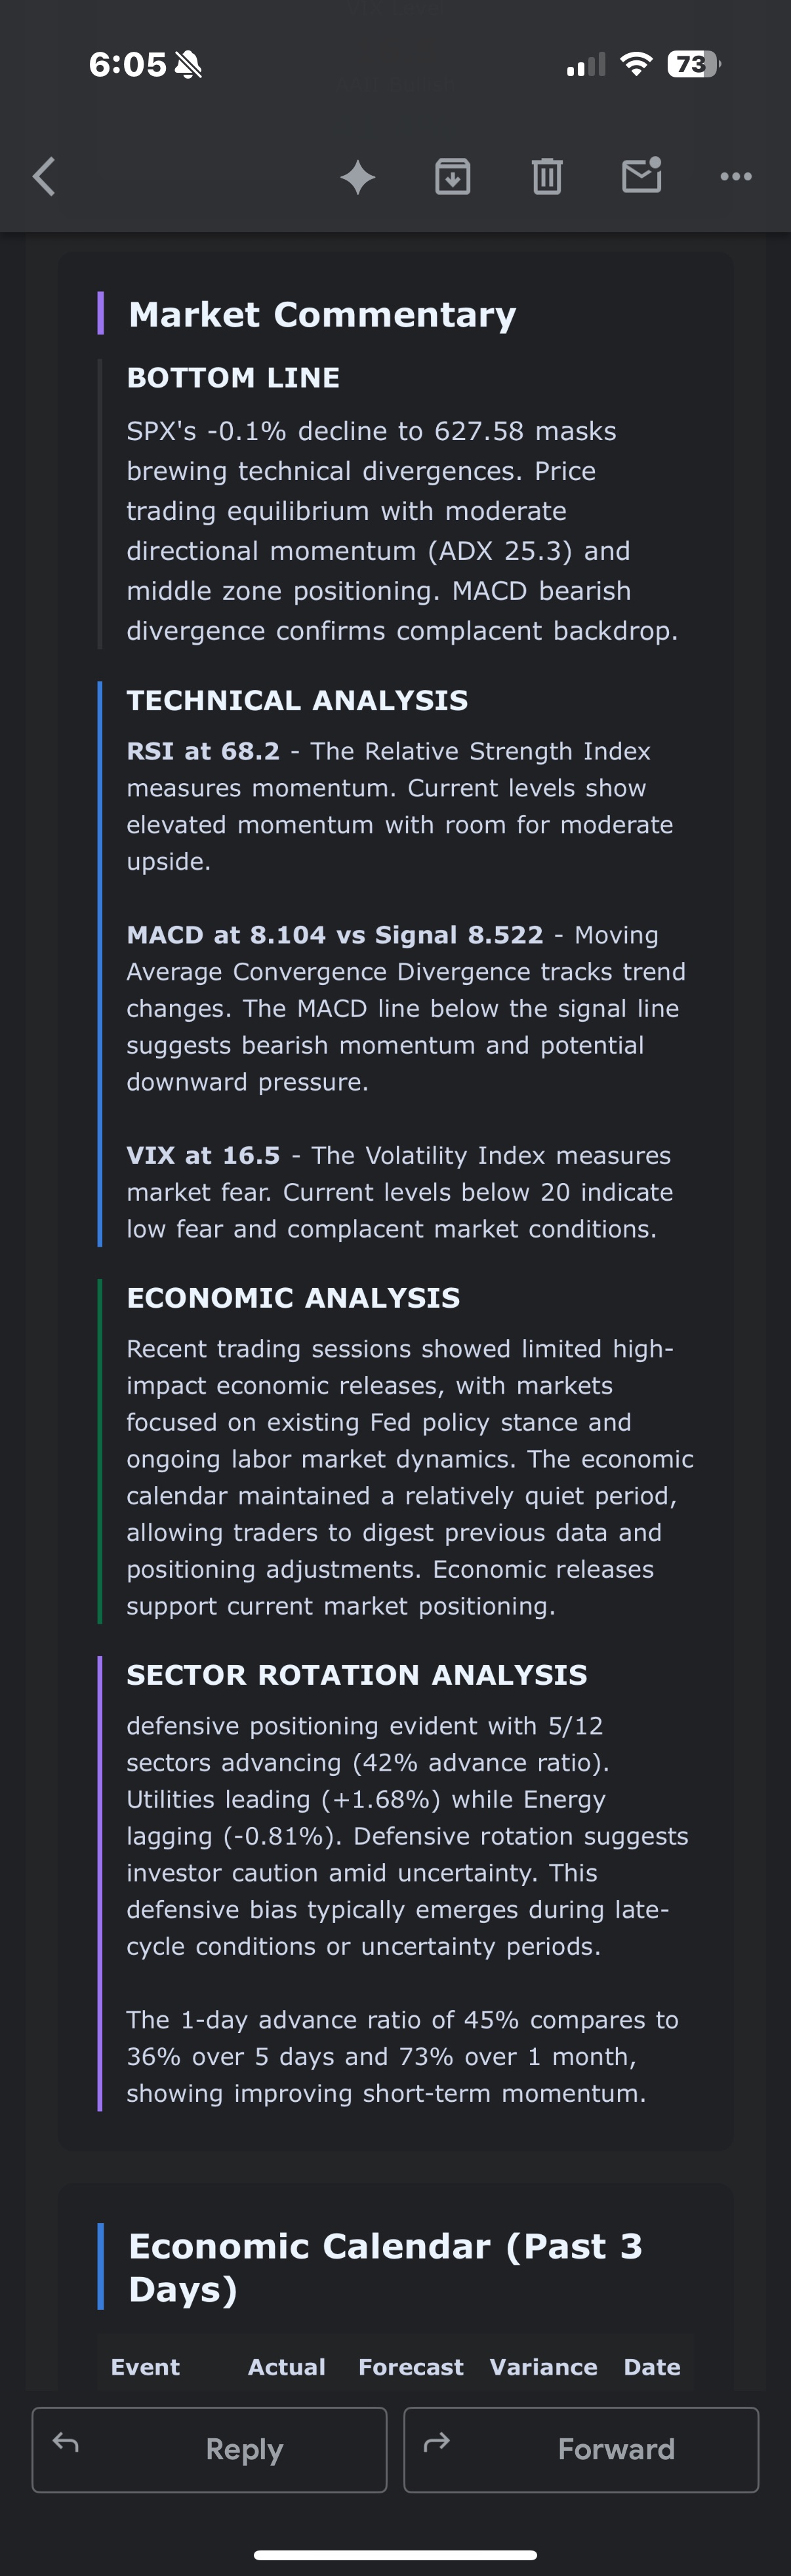 6:05
73
Market Commentary
BOTTOM LINE
SPX's -0.1% decline to 627.58 masks
brewing technical divergences. Price
trading equilibrium with moderate
directional momentum (ADX 25.3) and
middle zone positioning. MACD bearish
divergence confirms complacent backdrop.
TECHNICAL ANALYSIS
RSI at 68.2 - The Relative Strength Index
measures momentum. Current levels show
elevated momentum with room for moderate
upside.
MACD at 8.104 vs Signal 8.522 - Moving
Average Convergence Divergence tracks trend
changes. The MACD line below the signal line
suggests bearish momentum and potential
downward pressure.
VIX at 16.5 - The Volatility Index measures
market fear. Current levels below 20 indicate
low fear and complacent market conditions.
ECONOMIC ANALYSIS
Recent trading sessions showed limited high-
impact economic releases, with markets
focused on existing Fed policy stance and
ongoing labor market dynamics. The economic
calendar maintained a relatively quiet period,
allowing traders to digest previous data and
positioning adjustments. Economic releases
support current market positioning.
SECTOR ROTATION ANALYSIS
defensive positioning evident with 5/12
sectors advancing (42% advance ratio).
Utilities leading (+1.68%) while Energy
lagging (-0.81%). Defensive rotation suggests
investor caution amid uncertainty. This
defensive bias typically emerges during late-
cycle conditions or uncertainty periods.
The 1-day advance ratio of 45% compares to
36% over 5 days and 73% over 1 month,
showing improving short-term momentum.
Economic Calendar (Past 3
Days)
Event Actual Forecast Variance Date
Reply Forward